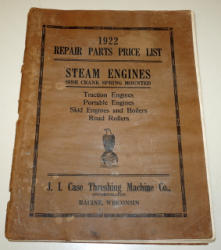 1922
REPAIR PARTS PRICE LIST
STEAM ENGINES
SIDE CRANK SPRING MOUNTED
Traction Engines
Portable Engines
Skid Engines and Boilers
Road Rollers
J. I. Case Threshing Machine Co.,
RACINE, WISCONSIN